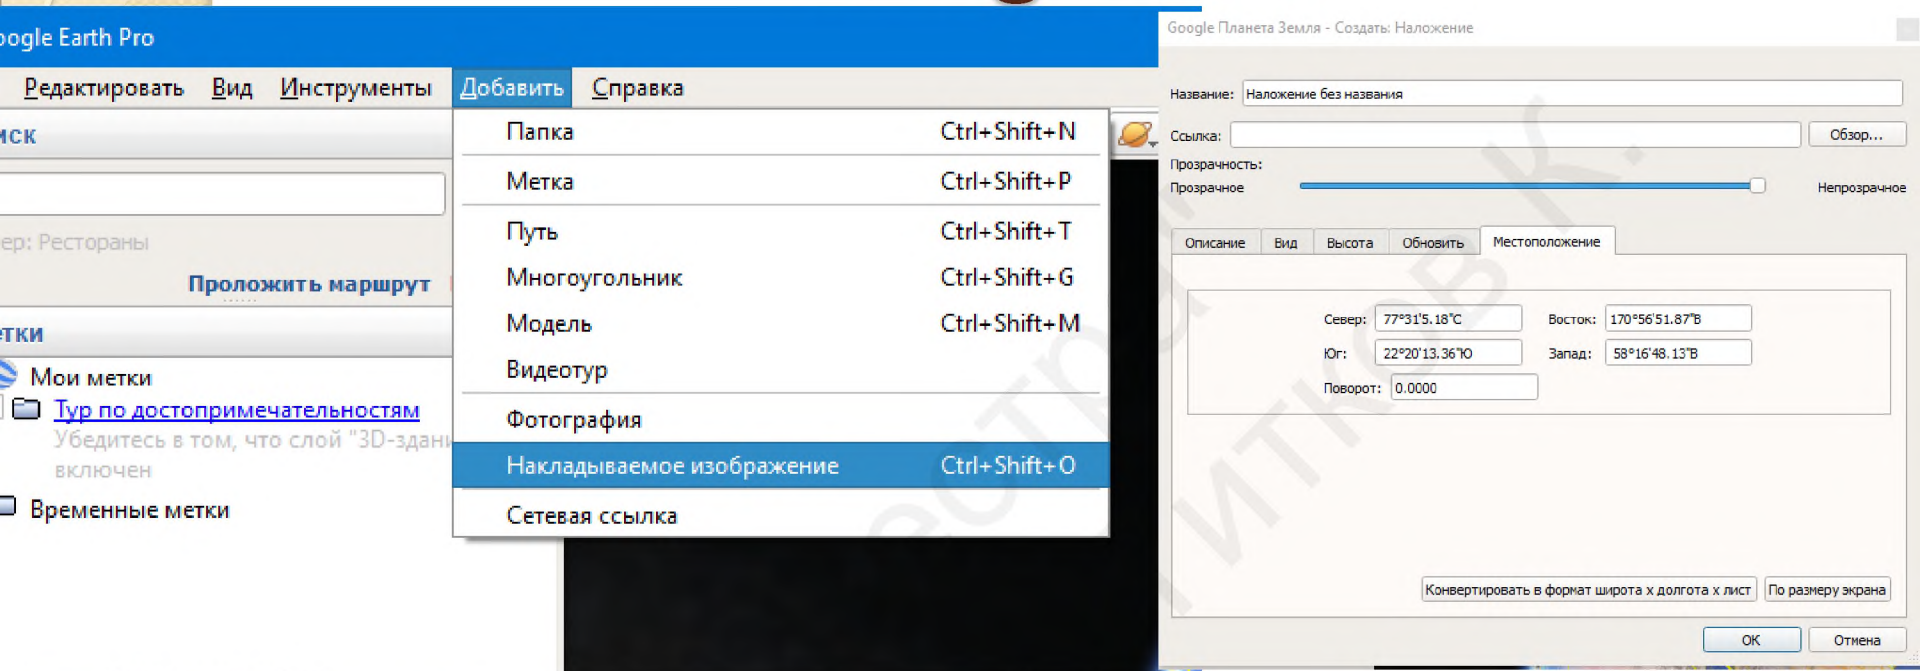 oogle Earth Pro
Редактировать Вид Инструменты Добавить Справка
иск
ер: Рестораны
Проложить маршрут
тки
Мои метки
Тур по достопримечательностям
Убедитесь в том, что слой "3D-здани
включен
Временные метки
Папка Ctrl+Shift+N
Метка Ctrl+Shift+P
Путь Ctrl+Shift+T
Многоугольник Ctrl+Shift+G
Модель Ctrl+Shift+M
Видеотур
Фотография
Накладываемое изображение Ctrl+Shift+O
Сетевая ссылка
Google Планета Земля - Создать: Наложение
Название: Наложение без названия
Ссылка: Обзор...
Прозрачность:
Прозрачное Непрозрачное
Описание Вид Высота Обновить Местоположение
Север: 77°31'5.18"С Восток: 170°56'51.87"В
Юг: 22°20'13.36"Ю Запад: 58°16'48.13"В
Поворот: 0.0000
Конвертировать в формат широта х долгота х лист По размеру экрана
ОК Отмена